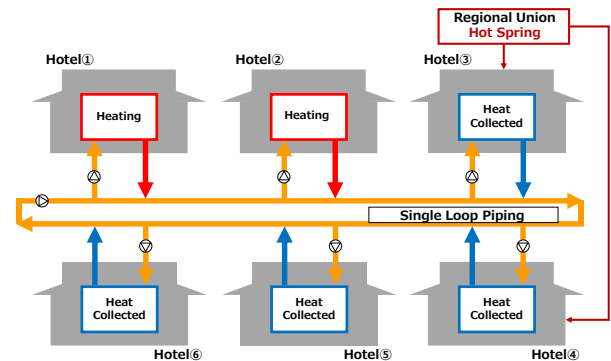 Regional Union
Hot Spring
Hotel①
Hotel②
Hotel③
Heating
Heating
Heat
Collected
Single Loop Piping
Heat
Collected
Heat
Collected
Heat
Collected
Hotel⑥
Hotel⑤
Hotel④